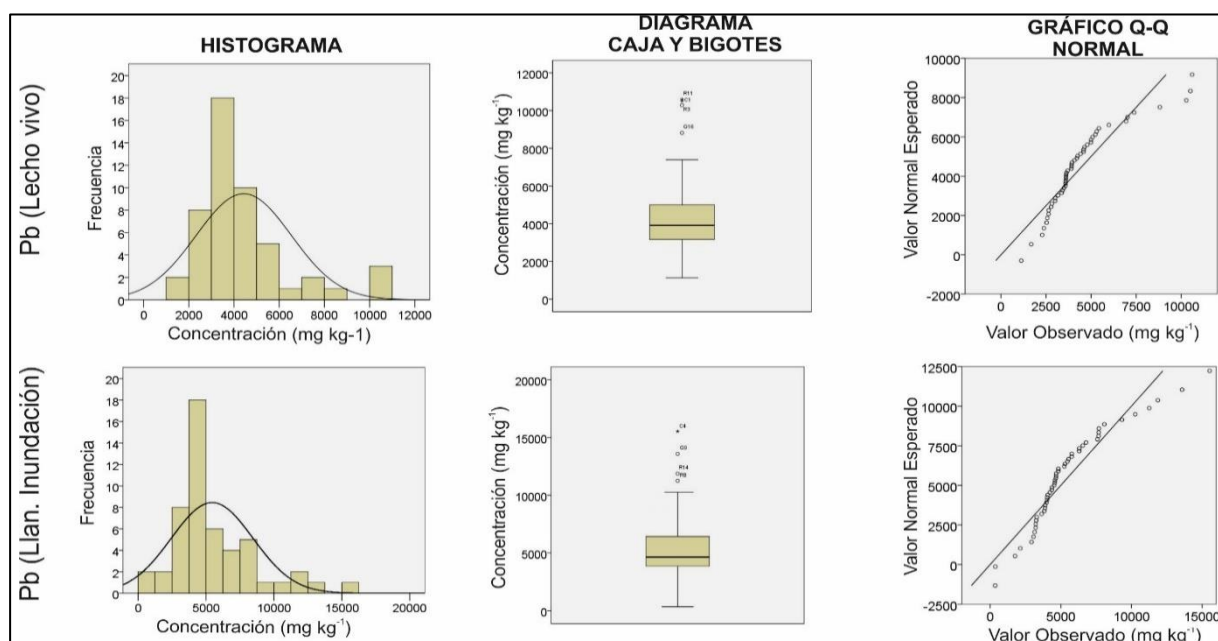 HISTOGRAMA
DIAGRAMA
CAJA Y BIGOTES
GRÁFICO Q-Q
NORMAL
Pb (Lecho vivo)
Frecuencia
20
18
16
14
12
10
8
6
4
2
0
0 2000 4000 6000 8000 10000 12000
Concentración (mg kg-1)
Concentración (mg kg-1)
12000
10000
8000
6000
4000
2000
0
R11
R3
G16
Valor Normal Esperado
10000
8000
6000
4000
2000
0
-2000
0 2500 5000 7500 10000
Valor Observado (mg kg-1)
Pb (Llan. Inundación)
Frecuencia
20
18
16
14
12
10
8
6
4
2
0
0 5000 10000 15000 20000
Concentración (mg kg-1)
Concentración (mg kg-1)
20000
15000
10000
5000
0
R14
Valor Normal Esperado
12500
10000
7500
5000
2500
0
-2500
0 5000 10000 15000
Valor Observado (mg kg-1)